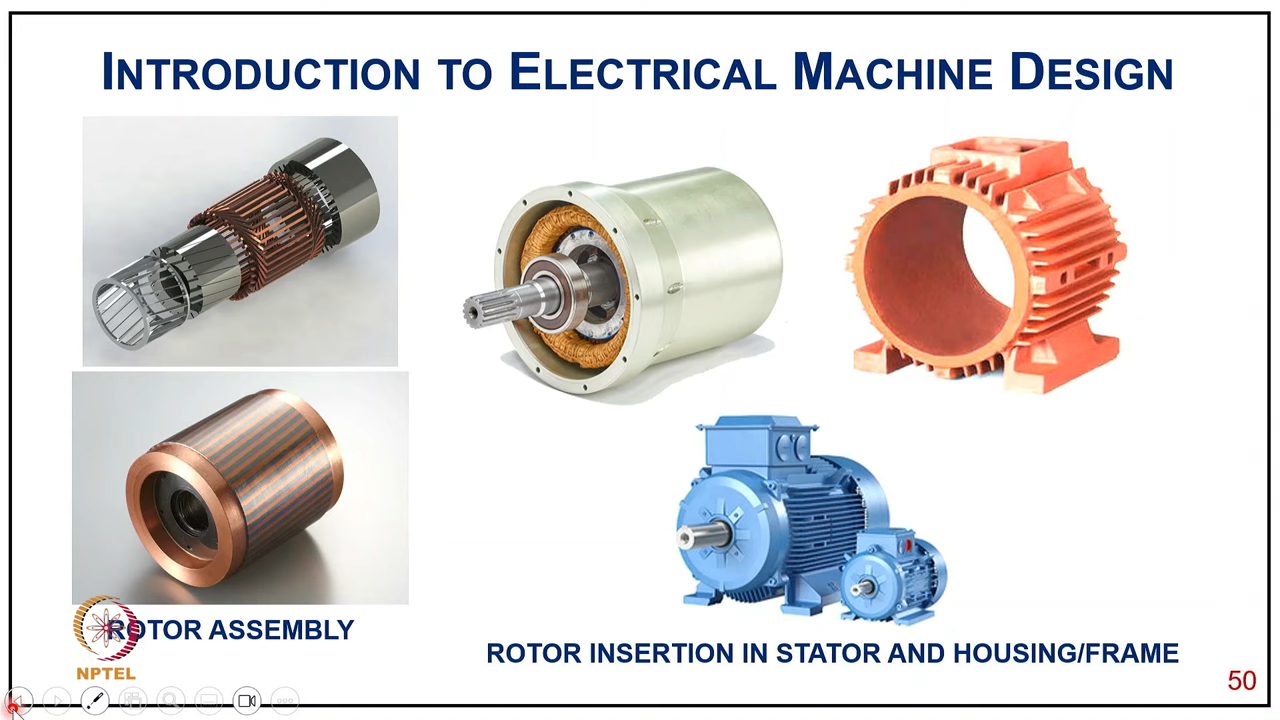 INTRODUCTION TO ELECTRICAL MACHINE DESIGN
ROTOR ASSEMBLY
NPTEL
ROTOR INSERTION IN STATOR AND HOUSING/FRAME
50